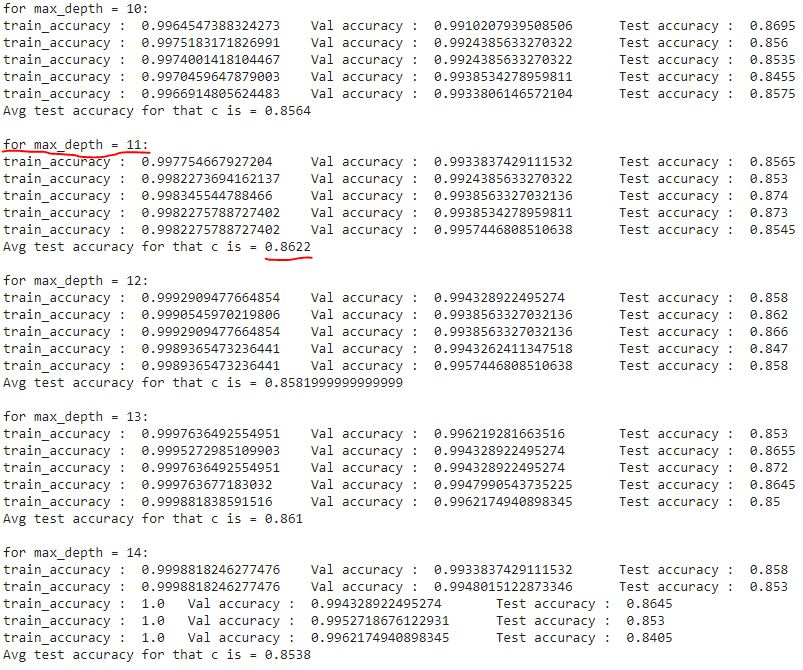 for max_depth = 10:
train_accuracy : 0.9964547388324273 Val accuracy : 0.9910207939508506 Test accuracy : 0.8695
train_accuracy : 0.9975183171826991 Val accuracy : 0.9924385633270322 Test accuracy : 0.856
train_accuracy : 0.9974001418104467 Val accuracy : 0.9924385633270322 Test accuracy : 0.8535
train_accuracy : 0.9970459647879003 Val accuracy : 0.9938534278959811 Test accuracy : 0.8455
train_accuracy : 0.9966914805624483 Val accuracy : 0.9933806146572104 Test accuracy : 0.8575
Avg test accuracy for that c is = 0.8564
for max_depth = 11:
train_accuracy : 0.997754667927204 Val accuracy : 0.9933837429111532 Test accuracy : 0.8565
train_accuracy : 0.9982273694162137 Val accuracy : 0.9924385633270322 Test accuracy : 0.853
train_accuracy : 0.998345544788466 Val accuracy : 0.9938563327032136 Test accuracy : 0.874
train_accuracy : 0.9982275788727402 Val accuracy : 0.9938534278959811 Test accuracy : 0.873
train_accuracy : 0.9982275788727402 Val accuracy : 0.9957446808510638 Test accuracy : 0.8545
Avg test accuracy for that c is = 0.8622
for max_depth = 12:
train_accuracy : 0.9992909477664854 Val accuracy : 0.994328922495274 Test accuracy : 0.858
train_accuracy : 0.9990545970219806 Val accuracy : 0.9938563327032136 Test accuracy : 0.862
train_accuracy : 0.9992909477664854 Val accuracy : 0.9938563327032136 Test accuracy : 0.866
train_accuracy : 0.9989365473236441 Val accuracy : 0.9943262411347518 Test accuracy : 0.847
train_accuracy : 0.9989365473236441 Val accuracy : 0.9957446808510638 Test accuracy : 0.858
Avg test accuracy for that c is = 0.8581999999999999
for max_depth = 13:
train_accuracy : 0.9997636492554951 Val accuracy : 0.996219281663516 Test accuracy : 0.853
train_accuracy : 0.9995272985109903 Val accuracy : 0.994328922495274 Test accuracy : 0.8655
train_accuracy : 0.9997636492554951 Val accuracy : 0.994328922495274 Test accuracy : 0.872
train_accuracy : 0.999763677183032 Val accuracy : 0.9947990543735225 Test accuracy : 0.8645
train_accuracy : 0.999881838591516 Val accuracy : 0.9962174940898345 Test accuracy : 0.85
Avg test accuracy for that c is = 0.861
for max_depth = 14:
train_accuracy : 0.9998818246277476 Val accuracy : 0.9933837429111532 Test accuracy : 0.858
train_accuracy : 0.9998818246277476 Val accuracy : 0.9948015122873346 Test accuracy : 0.853
train_accuracy : 1.0 Val accuracy : 0.994328922495274 Test accuracy : 0.8645
train_accuracy : 1.0 Val accuracy : 0.9952718676122931 Test accuracy : 0.853
train_accuracy : 1.0 Val accuracy : 0.9962174940898345 Test accuracy : 0.8405
Avg test accuracy for that c is = 0.8538